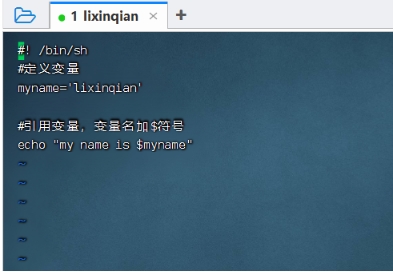 1 lixinqian × +
#! /bin/sh
#定义变量
myname='lixinqian'
#引用变量，变量名加$符号
echo "my name is $myname"
~
~
~
~
~
~